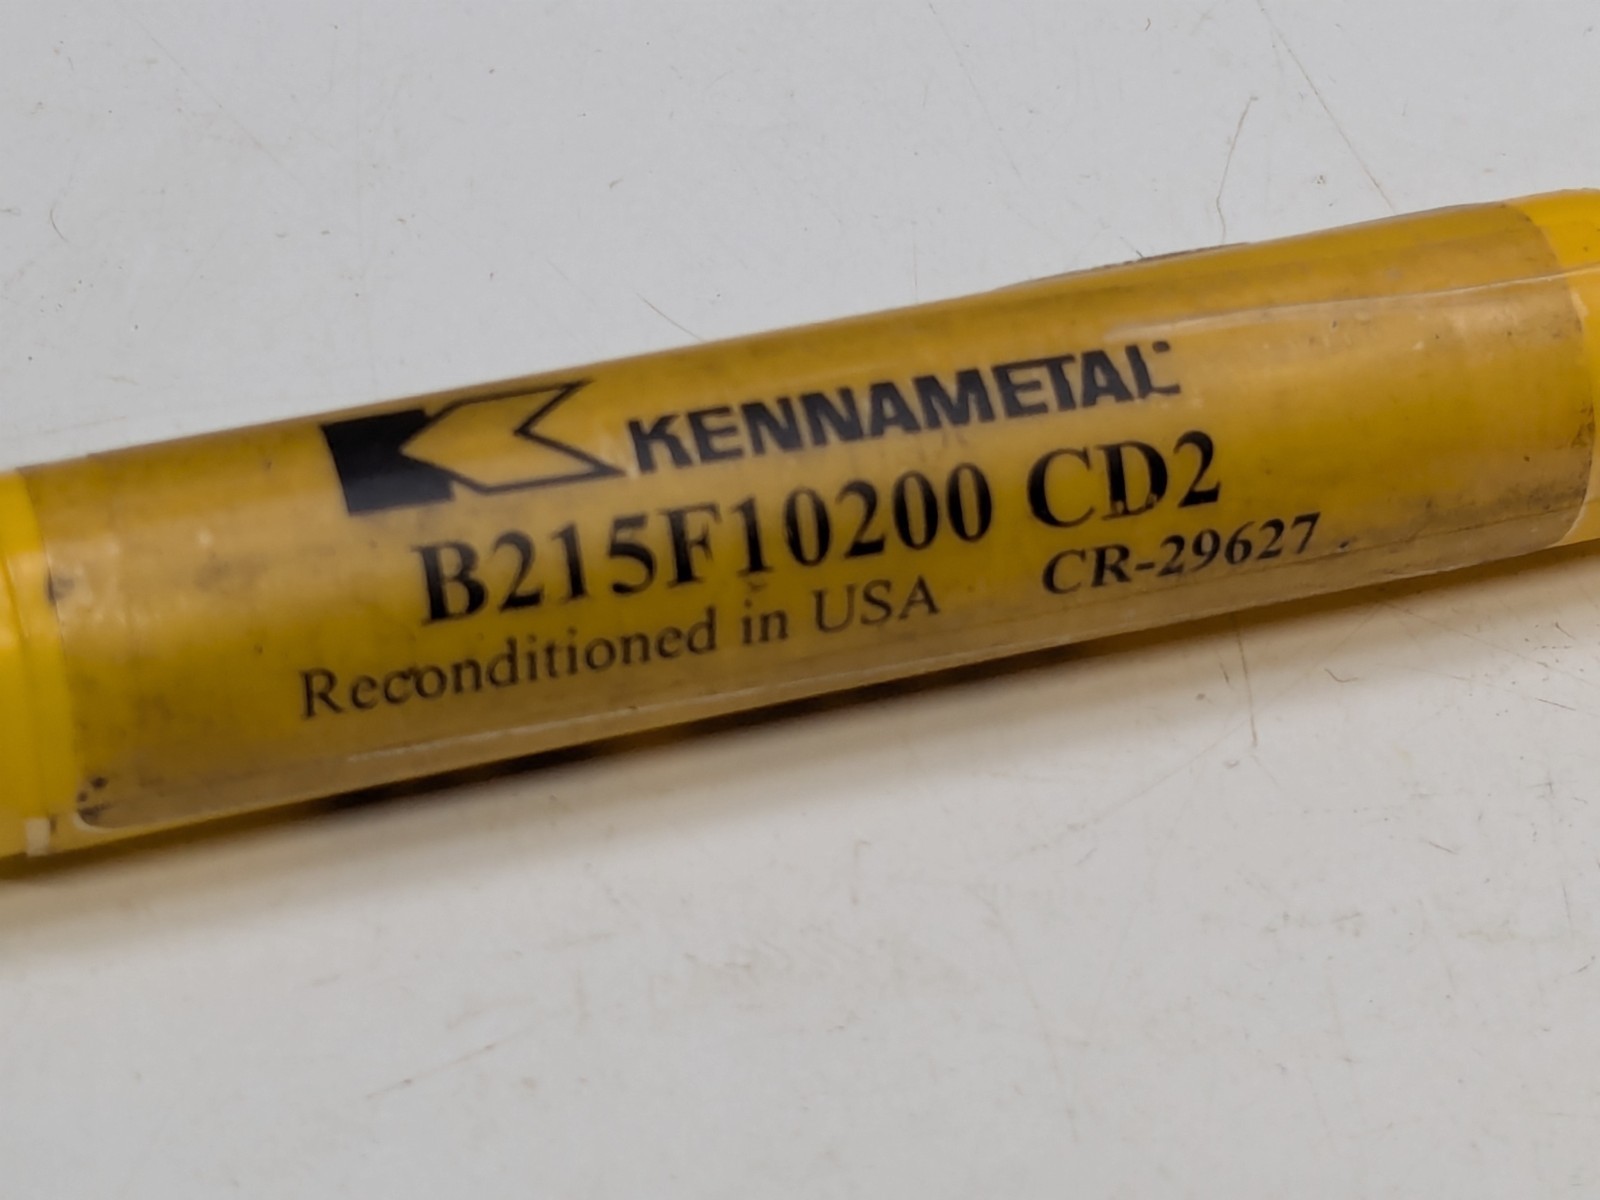 KENNAMETAL
B215F10200 CD2
Reconditioned in USA CR-29627